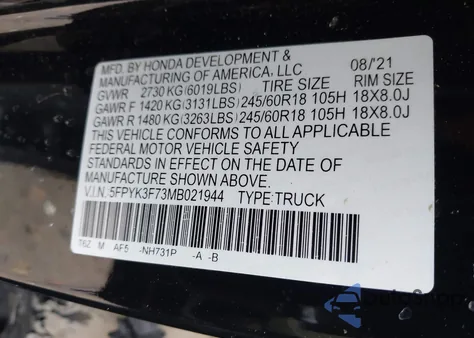 MFD. BY HONDA DEVELOPMENT &
MANUFACTURING OF AMERICA, LLC 08/'21
GVWR 2730 KG(6019LBS) TIRE SIZE RIM SIZE
GAWR F 1420 KG(3131LBS) 245/60R18 105H 18X8.0J
GAWR R 1480 KG(3263LBS) 245/60R18 105H 18X8.0J
THIS VEHICLE CONFORMS TO ALL APPLICABLE
FEDERAL MOTOR VEHICLE SAFETY
STANDARDS IN EFFECT ON THE DATE OF
MANUFACTURE SHOWN ABOVE.
V.I.N. 5FPYK3F73MB021944 TYPE:TRUCK
T6Z M AF5 -NH731P -A -B